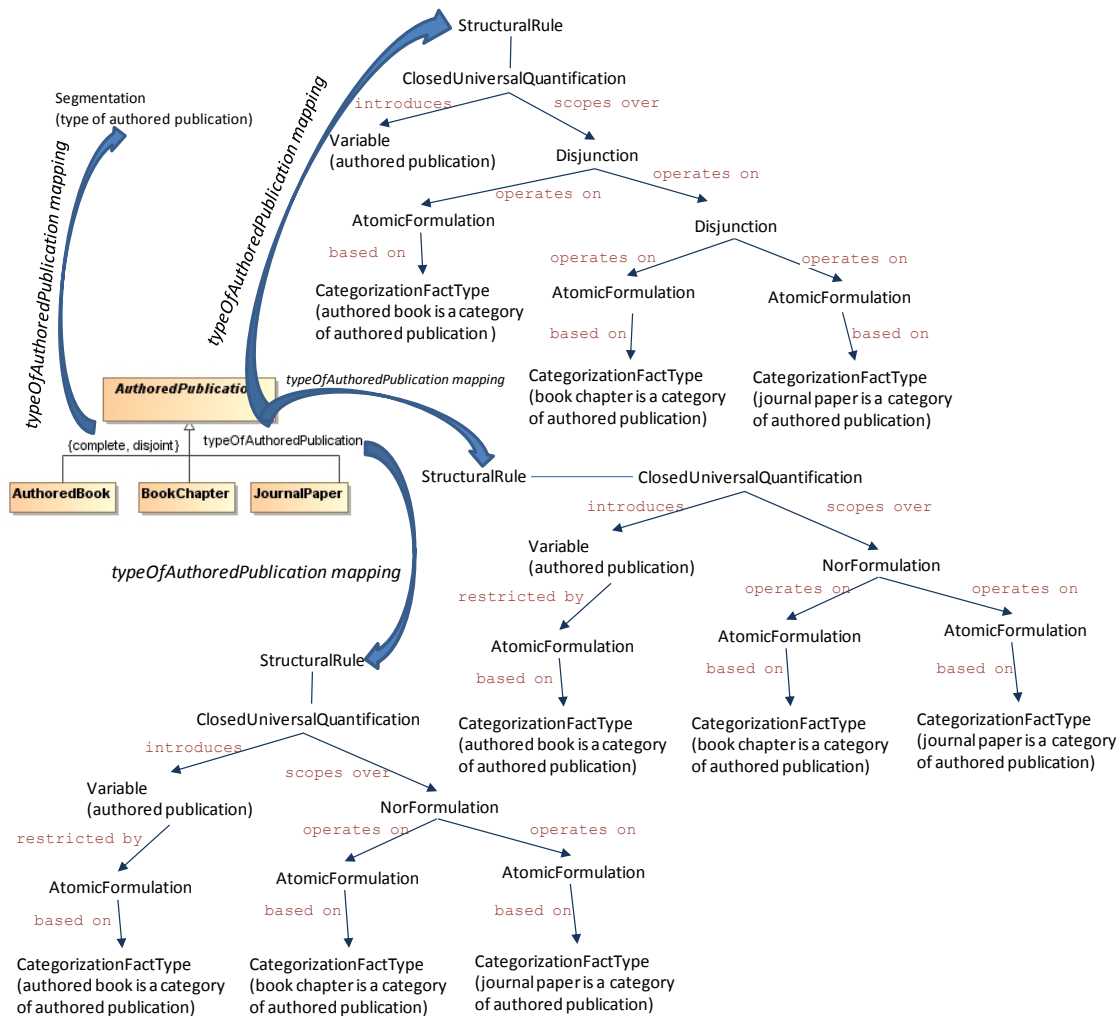 StructuralRule
ClosedUniversalQuantification
introduces
scopes over
Variable
(authored publication)
Disjunction
operates on
operates on
AtomicFormulation
Disjunction
based on
operates on
operates on
CategorizationFactType
(authored book is a category
of authored publication )
AtomicFormulation
AtomicFormulation
based on
based on
CategorizationFactType
(book chapter is a category
of authored publication)
CategorizationFactType
(journal paper is a category
of authored publication)
Segmentation
(type of authored publication)
typeOfAuthoredPublication mapping
typeOfAuthoredPublication mapping
AuthoredPublication
typeOfAuthoredPublication mapping
{complete, disjoint }
typeOfAuthoredPublication
AuthoredBook
BookChapter
JournalPaper
typeOfAuthoredPublication mapping
StructuralRule
ClosedUniversalQuantification
introduces
scopes over
Variable
(authored publication)
NorFormulation
restricted by
operates on
operates on
AtomicFormulation
AtomicFormulation
AtomicFormulation
based on
based on
based on
CategorizationFactType
(authored book is a category
of authored publication)
CategorizationFactType
(book chapter is a category
of authored publication)
CategorizationFactType
(journal paper is a category
of authored publication)
StructuralRule
ClosedUniversalQuantification
introduces
scopes over
Variable
(authored publication)
NorFormulation
restricted by
operates on
operates on
AtomicFormulation
AtomicFormulation
AtomicFormulation
based on
based on
based on
CategorizationFactType
(authored book is a category
of authored publication)
CategorizationFactType
(book chapter is a category
of authored publication)
CategorizationFactType
(journal paper is a category
of authored publication)